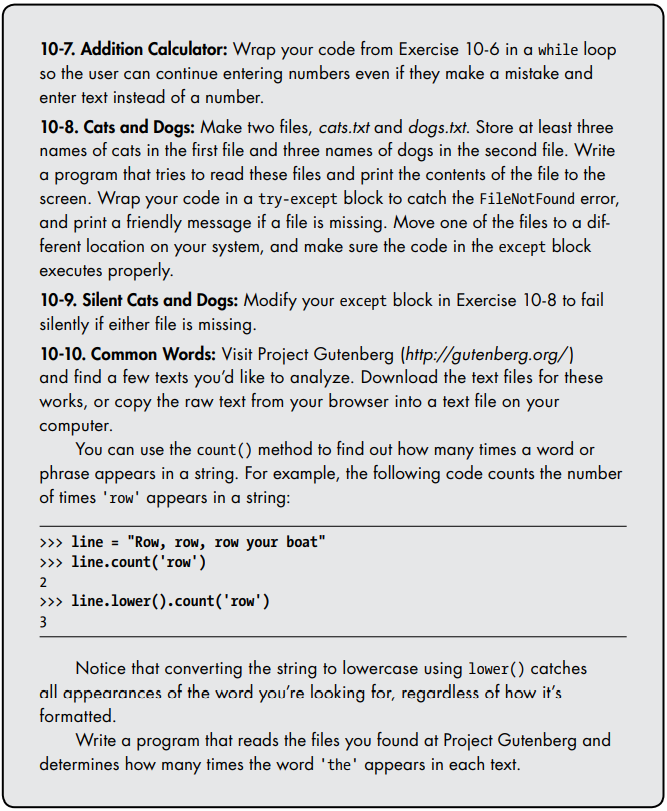 10-7. Addition Calculator: Wrap your code from Exercise 10-6 in a while loop
so the user can continue entering numbers even if they make a mistake and
enter text instead of a number.
10-8. Cats and Dogs: Make two files, cats.txt and dogs.txt. Store at least three
names of cats in the first file and three names of dogs in the second file. Write
a program that tries to read these files and print the contents of the file to the
screen. Wrap your code in a try-except block to catch the FileNotFound error,
and print a friendly message if a file is missing. Move one of the files to a dif-
ferent location on your system, and make sure the code in the except block
executes properly.
10-9. Silent Cats and Dogs: Modify your except block in Exercise 10-8 to fail
silently if either file is missing.
10-10. Common Words: Visit Project Gutenberg (http://gutenberg.org/)
and find a few texts you’d like to analyze. Download the text files for these
works, or copy the raw text from your browser into a text file on your
computer.
You can use the count() method to find out how many times a word or
phrase appears in a string. For example, the following code counts the number
of times 'row' appears in a string:
>>> line = "Row, row, row your boat"
>>> line.count('row')
2
>>> line.lower().count('row')
3
Notice that converting the string to lowercase using lower() catches
all appearances of the word you’re looking for, regardless of how it’s
formatted.
Write a program that reads the files you found at Project Gutenberg and
determines how many times the word 'the' appears in each text.